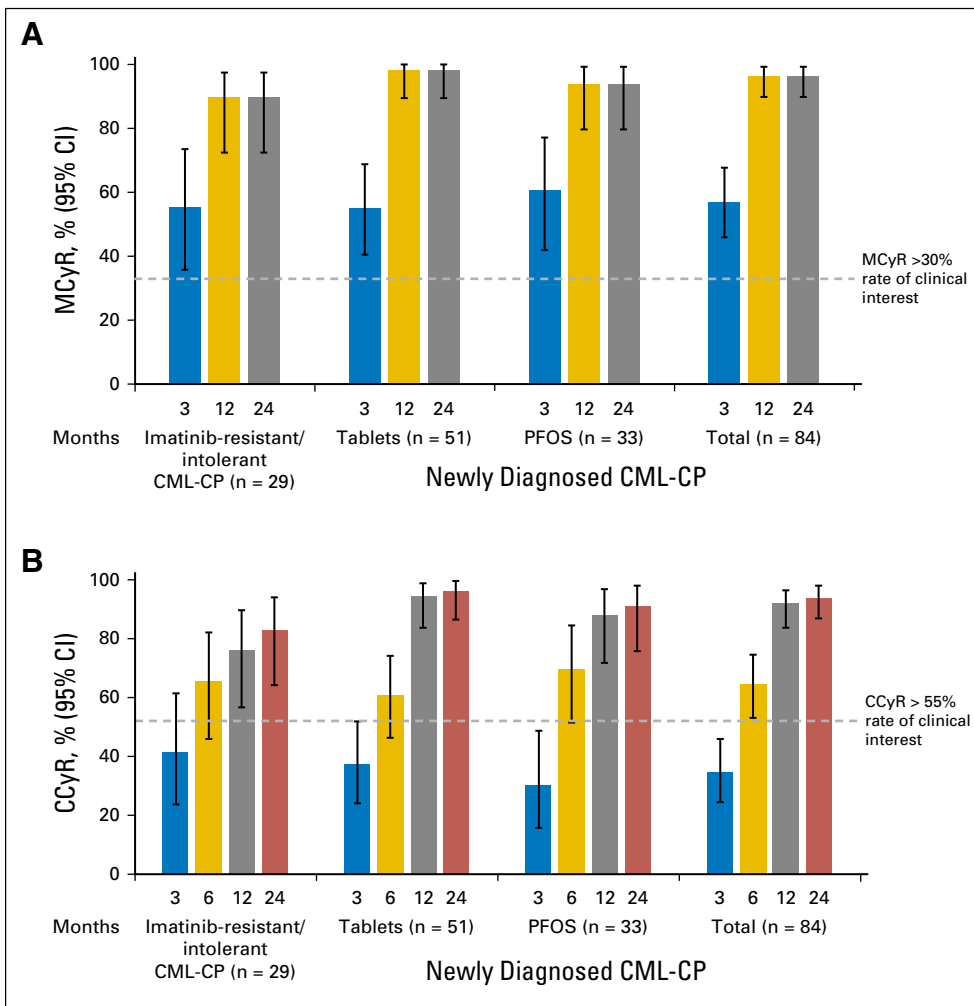 A
MCyR, % (95% CI)
100
80
60
40
20
0
MCyR >30%
rate of clinical
interest
3 12 24 3 12 24 3 12 24 3 12 24
Months Imatinib-resistant/ Tablets (n = 51) PFOS (n = 33) Total (n = 84)
intolerant
CML-CP (n = 29)
Newly Diagnosed CML-CP
B
CCyR, % (95% CI)
100
80
60
40
20
0
CCyR > 55%
rate of clinical
interest
3 6 12 24 3 6 12 24 3 6 12 24 3 6 12 24
Months Imatinib-resistant/ Tablets (n = 51) PFOS (n = 33) Total (n = 84)
intolerant
CML-CP (n = 29)
Newly Diagnosed CML-CP